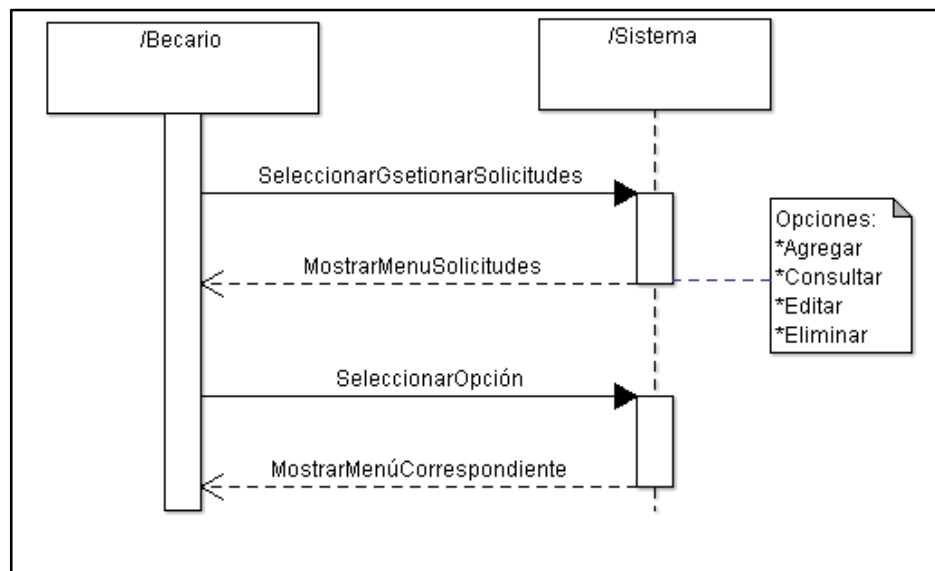 /Becario
/Sistema
SeleccionarGsetionarSolicitudes
MostrarMenuSolicitudes
Opciones:
*Agregar
*Consultar
*Editar
*Eliminar
SeleccionarOpción
MostrarMenúCorrespondiente